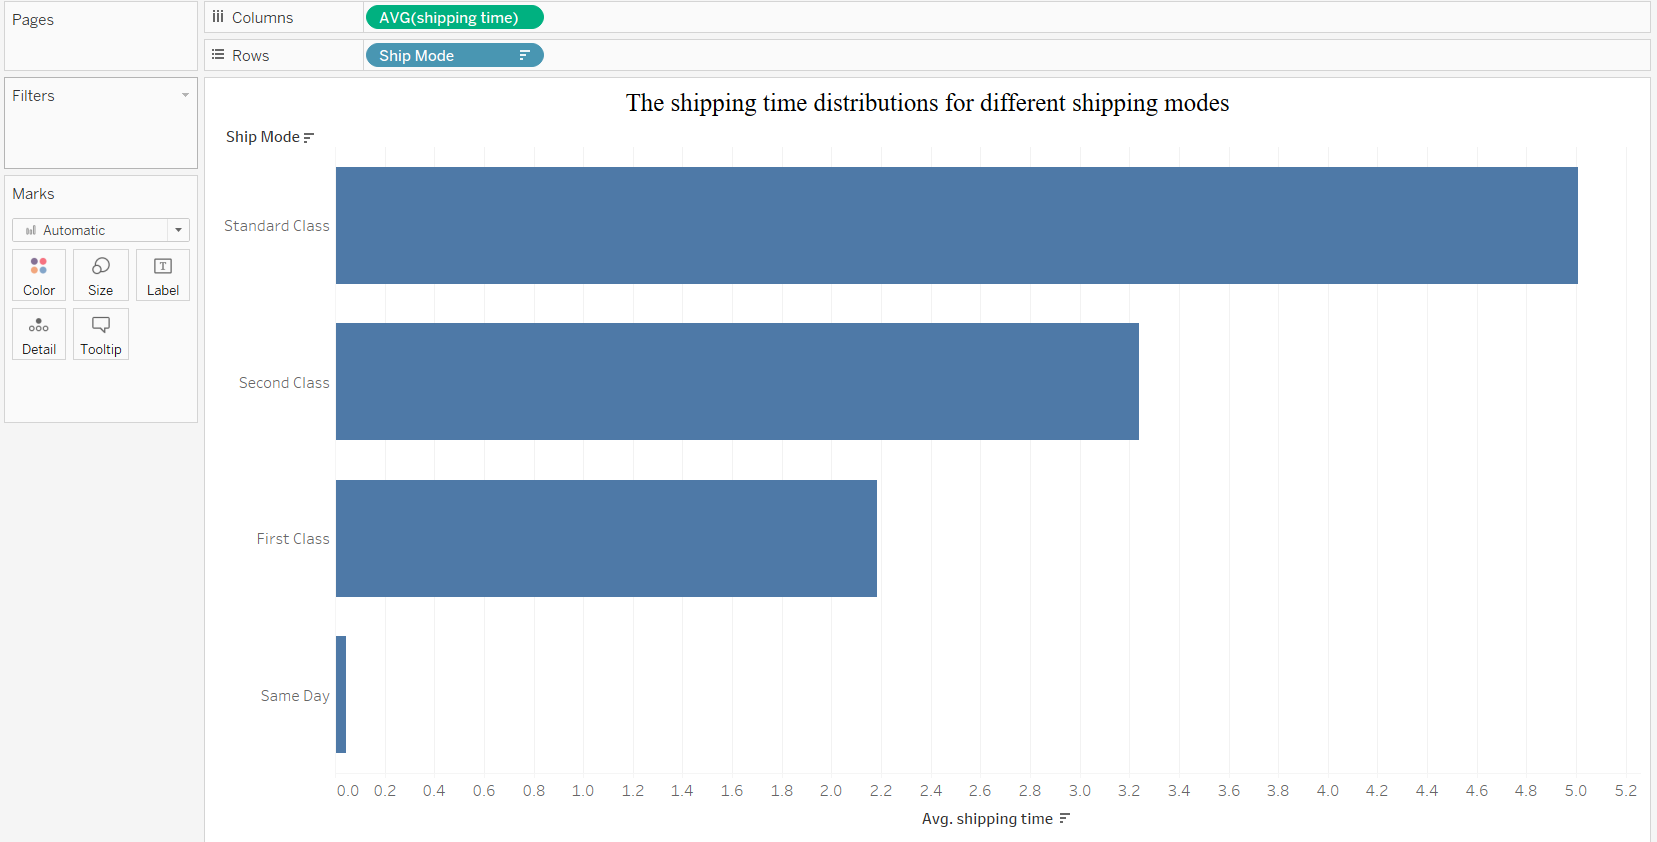 Pages
Columns
AVG(shipping time)
Rows
Ship Mode
Filters
Marks
Automatic
Color
Size
Label
Detail
Tooltip
The shipping time distributions for different shipping modes
Ship Mode
Standard Class
Second Class
First Class
Same Day
0.0 0.2 0.4 0.6 0.8 1.0 1.2 1.4 1.6 1.8 2.0 2.2 2.4 2.6 2.8 3.0 3.2 3.4 3.6 3.8 4.0 4.2 4.4 4.6 4.8 5.0 5.2
Avg. shipping time